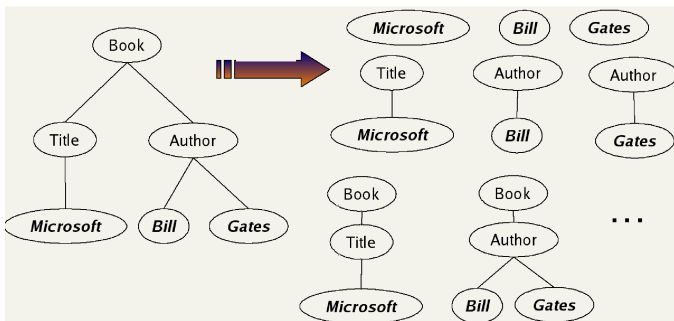 Book
Title Author
Microsoft Bill Gates
Microsoft Bill Gates
Title Author Author
Microsoft Bill Gates
Book Book
Title Author
Microsoft Bill Gates
...